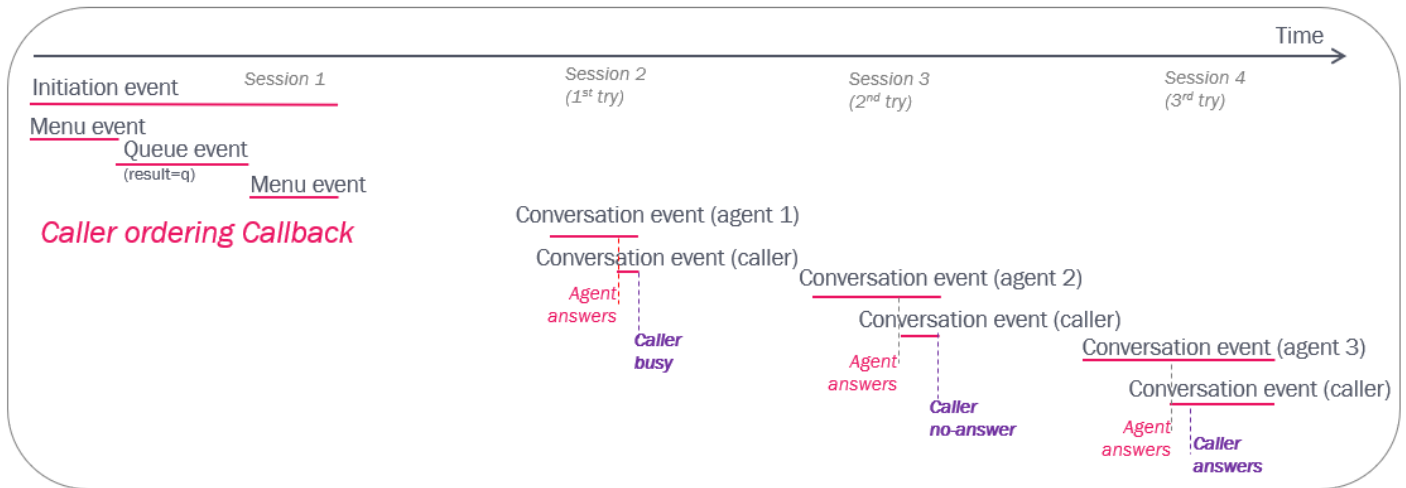 Time
Session 1
Session 2
(1st try)
Session 3
(2nd try)
Session 4
(3rd try)
Initiation event
Menu event
Queue event
(result=q)
Menu event
Caller ordering Callback
Conversation event (agent 1)
Conversation event (caller)
Agent
answers
Caller
busy
Conversation event (agent 2)
Conversation event (caller)
Agent
answers
Caller
no-answer
Conversation event (agent 3)
Conversation event (caller)
Agent
answers
Caller
answers